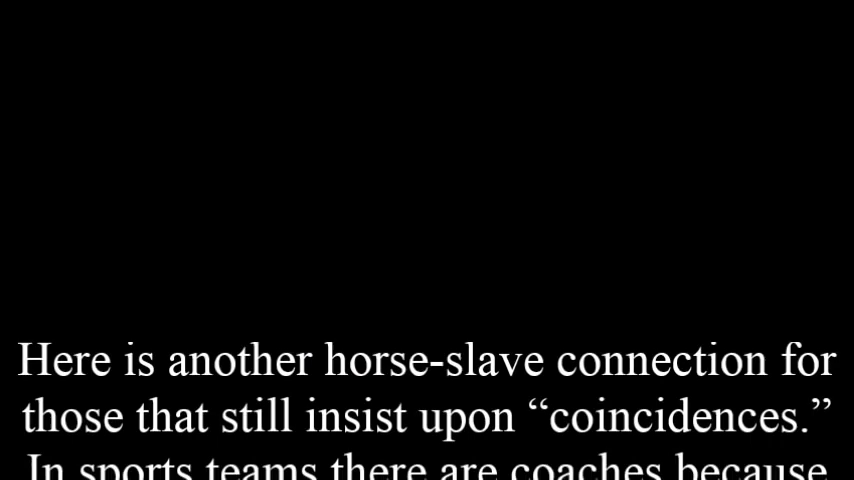 Here is another horse-slave connection for
those that still insist upon “coincidences.”
In sports teams there are coaches because